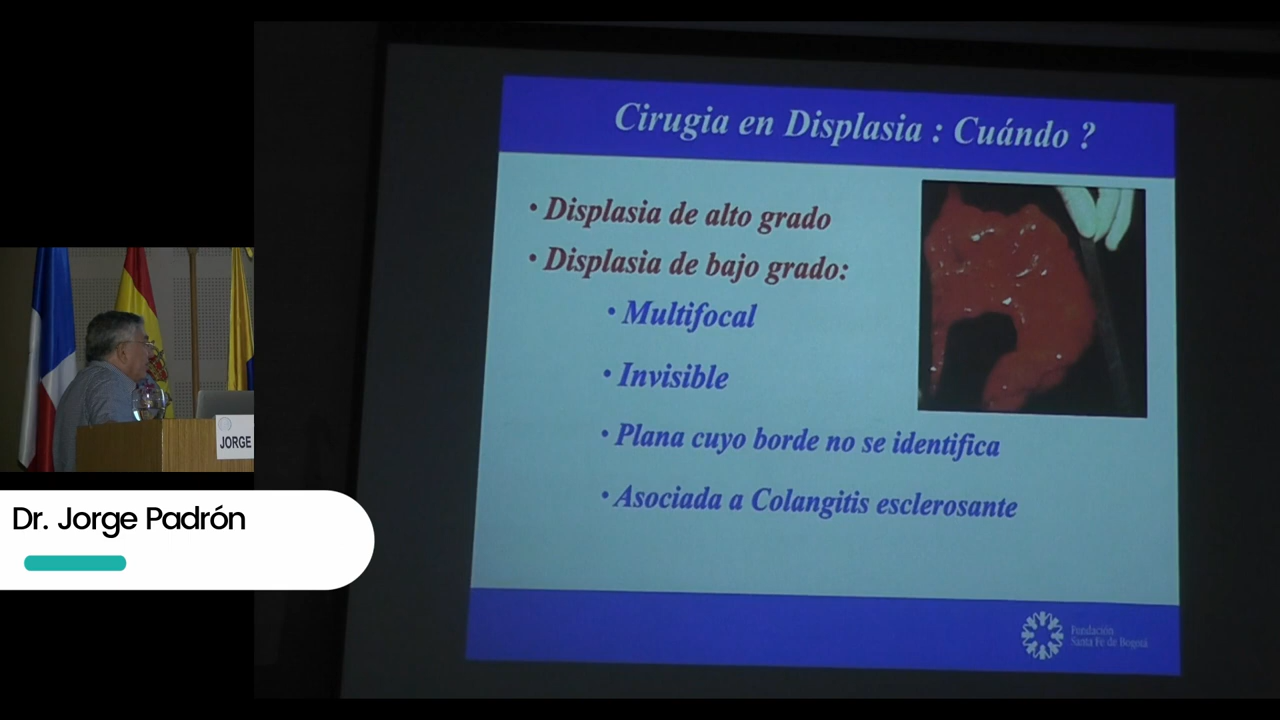 Cirugia en Displasia : Cuándo ?
• Displasia de alto grado
• Displasia de bajo grado:
• Multifocal
• Invisible
• Plana cuyo borde no se identifica
• Asociada a Colangitis esclerosante
Fundación
Santa Fe de Bogotá
JORGE
Dr. Jorge Padrón